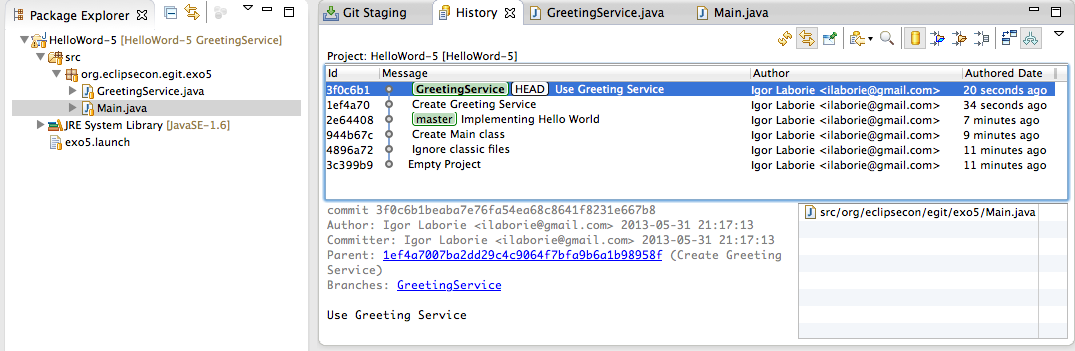 Package Explorer
HelloWord-5 [HelloWord-5 GreetingService]
src
org.eclipsecon.egit.exo5
GreetingService.java
Main.java
JRE System Library [JavaSE-1.6]
exo5.launch
Git Staging History GreetingService.java Main.java
Project: HelloWord-5 [HelloWord-5]
Id Message Author Authored Date
3f0c6b1 GreetingService HEAD Use Greeting Service Igor Laborie <ilaborie@gmail.com> 20 seconds ago
1ef4a70 Create Greeting Service Igor Laborie <ilaborie@gmail.com> 34 seconds ago
2e64408 master Implementing Hello World Igor Laborie <ilaborie@gmail.com> 7 minutes ago
944b67c Create Main class Igor Laborie <ilaborie@gmail.com> 9 minutes ago
4896a72 Ignore classic files Igor Laborie <ilaborie@gmail.com> 11 minutes ago
3c399b9 Empty Project Igor Laborie <ilaborie@gmail.com> 11 minutes ago
commit 3f0c6b1beaba7e76fa54ea68c8641f8231e667b8
Author: Igor Laborie <ilaborie@gmail.com> 2013-05-31 21:17:13
Committer: Igor Laborie <ilaborie@gmail.com> 2013-05-31 21:17:13
Parent: 1ef4a7007ba2dd29c4c9064f7bfa9b6a1b98958f (Create Greeting
Service)
Branches: GreetingService
Use Greeting Service
src/org/eclipsecon/egit/exo5/Main.java